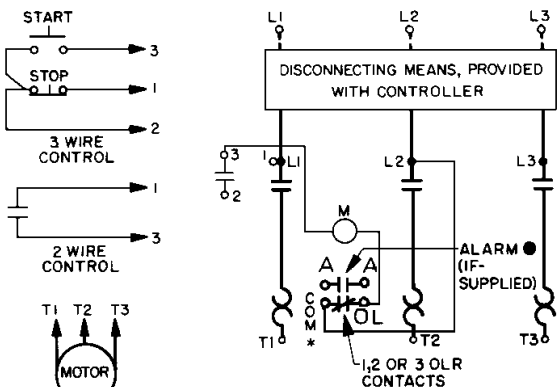 START
3
STOP
1
2
3 WIRE
CONTROL
1
3
2 WIRE
CONTROL
T1 T2 T3
MOTOR
L1 L2 L3
DISCONNECTING MEANS, PROVIDED
WITH CONTROLLER
3
2
1 L1
L2
L3
M
A A
ALARM
(IF-
SUPPLIED)
COM
*
OL
T1
T2
T3
1,2 OR 3 OLR
CONTACTS